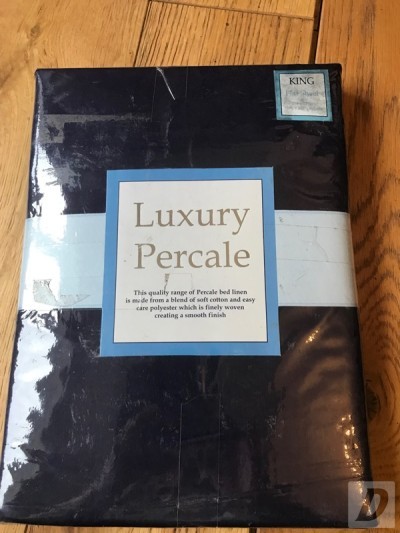 KING
Luxury
Percale
This quality range of Percale bed linen
is made from a blend of soft cotton and easy
care polyester which is finely woven
creating a smooth finish